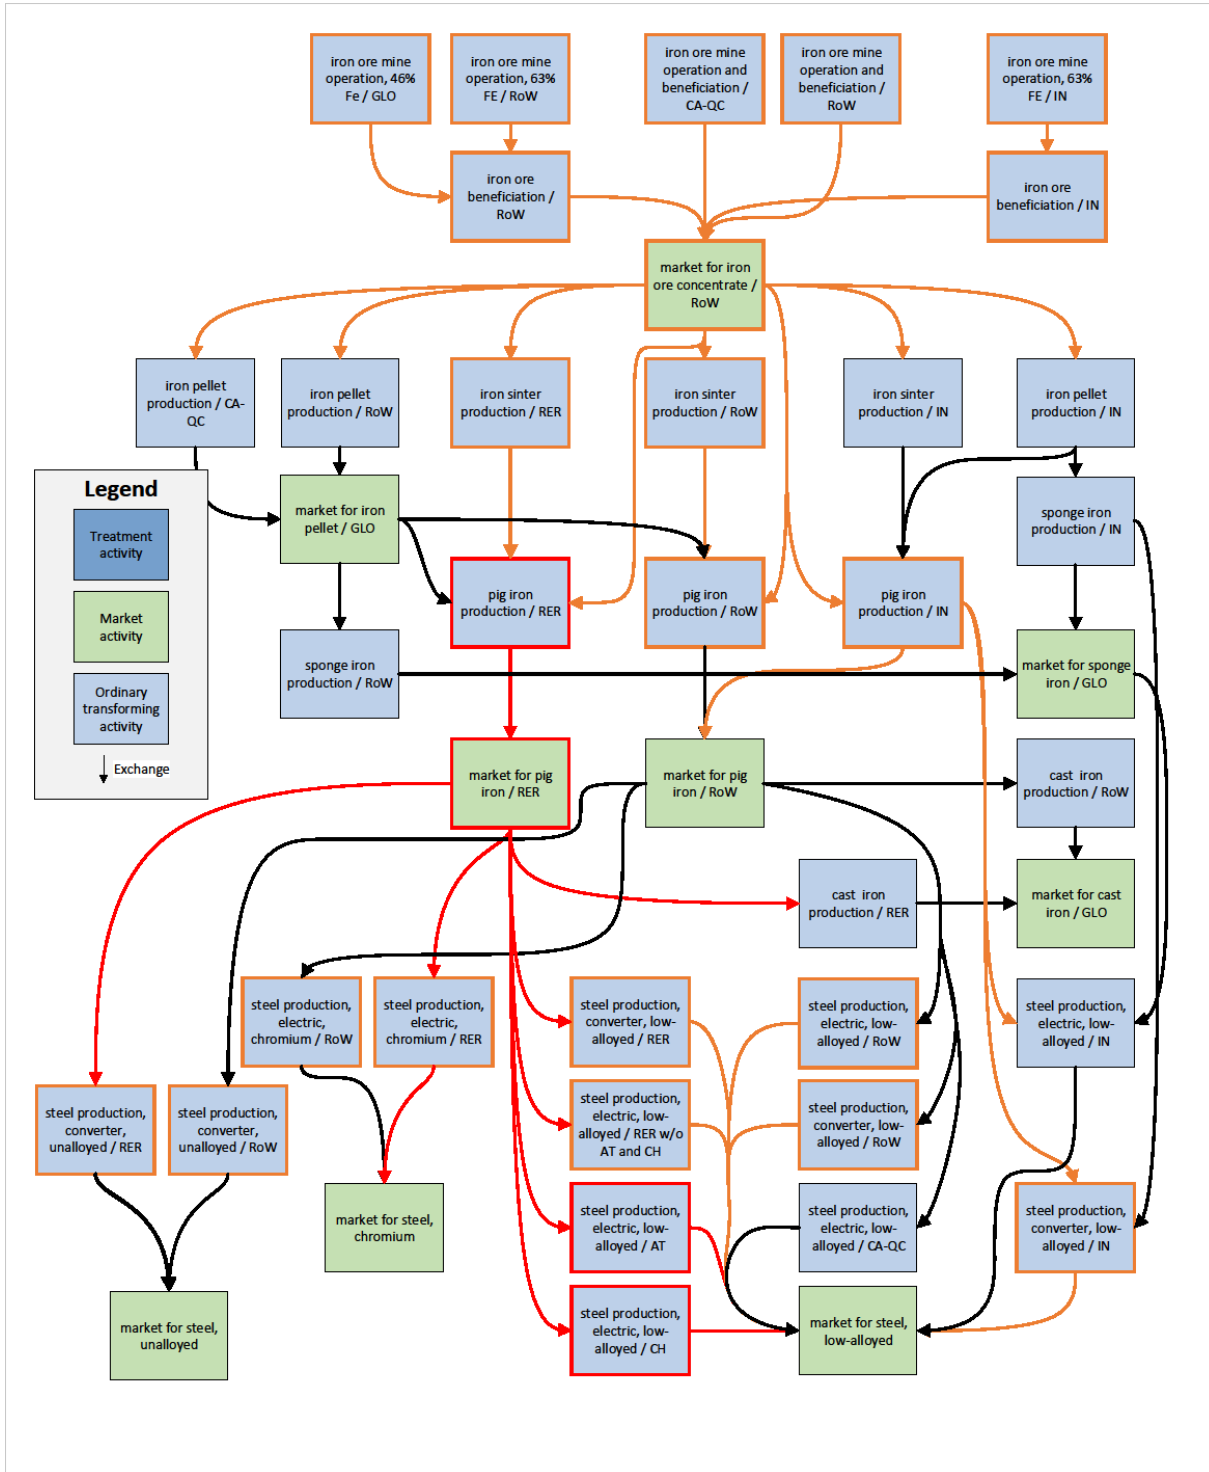 iron ore mine
operation, 46%
Fe / GLO
iron ore mine
operation, 63%
FE / RoW
iron ore mine
operation and
beneficiation /
CA-QC
iron ore mine
operation and
beneficiation /
RoW
iron ore mine
operation, 63%
FE / IN
iron ore
beneficiation /
RoW
iron ore
beneficiation / IN
market for iron
ore concentrate /
RoW
iron pellet
production / CA-
QC
iron pellet
production / RoW
iron sinter
production / RER
iron sinter
production / RoW
iron sinter
production / IN
iron pellet
production / IN
Legend
Treatment
activity
Market
activity
Ordinary
transforming
activity
Exchange
market for iron
pellet / GLO
sponge iron
production / IN
pig iron
production / RER
pig iron
production / RoW
pig iron
production / IN
sponge iron
production / RoW
market for sponge
iron / GLO
market for pig
iron / RER
market for pig
iron / RoW
cast iron
production / RoW
cast iron
production / RER
market for cast
iron / GLO
steel production,
electric,
chromium / RoW
steel production,
electric,
chromium / RER
steel production,
converter, low-
alloyed / RER
steel production,
electric, low-
alloyed / RoW
steel production,
electric, low-
alloyed / IN
steel production,
converter,
unalloyed / RER
steel production,
converter,
unalloyed / RoW
steel production,
electric, low-
alloyed / RER w/o
AT and CH
steel production,
converter, low-
alloyed / RoW
market for steel,
chromium
steel production,
electric, low-
alloyed / AT
steel production,
electric, low-
alloyed / CA-QC
steel production,
converter, low-
alloyed / IN
market for steel,
unalloyed
steel production,
electric, low-
alloyed / CH
market for steel,
low-alloyed